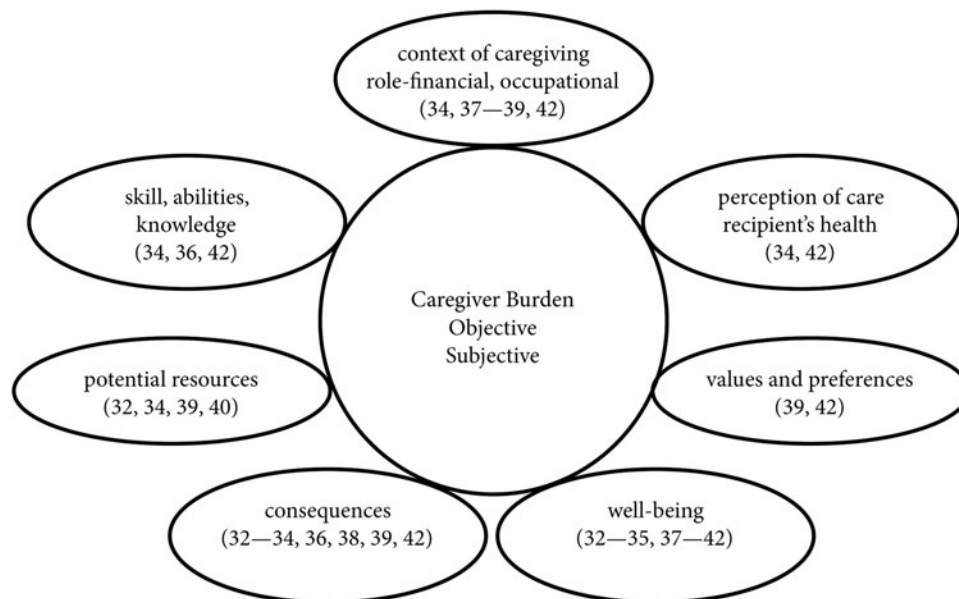 context of caregiving
role-financial, occupational
(34, 37—39, 42)
skill, abilities,
knowledge
(34, 36, 42)
perception of care
recipient's health
(34, 42)
Caregiver Burden
Objective
Subjective
potential resources
(32, 34, 39, 40)
values and preferences
(39, 42)
consequences
(32—34, 36, 38, 39, 42)
well-being
(32—35, 37—42)